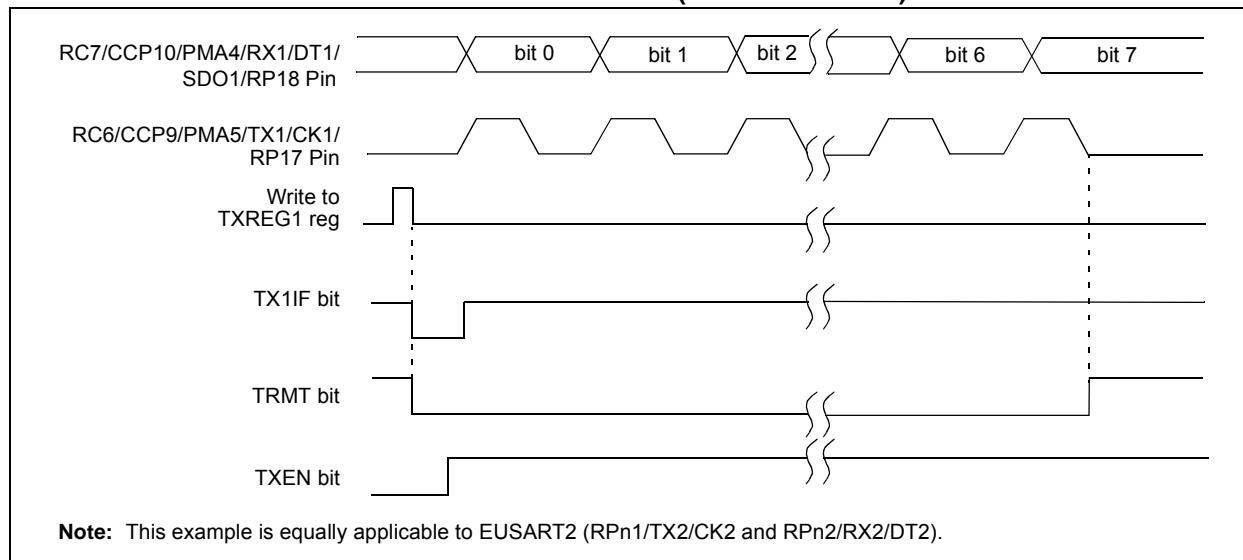 RC7/CCP10/PMA4/RX1/DT1/
SDO1/RP18 Pin
bit 0
bit 1
bit 2
bit 6
bit 7
RC6/CCP9/PMA5/TX1/CK1/
RP17 Pin
Write to
TXREG1 reg
TX1IF bit
TRMT bit
TXEN bit
Note: This example is equally applicable to EUSART2 (RPn1/TX2/CK2 and RPn2/RX2/DT2).